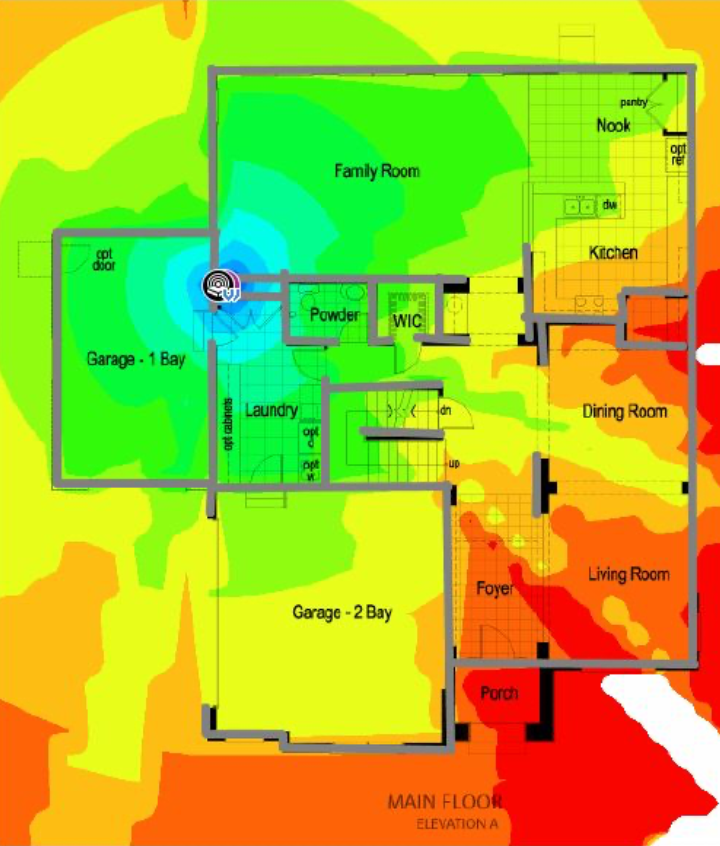 pantry
Nook
opt
ref
Family Room
dw
opt
door
Kitchen
Powder
WIC
Garage - 1 Bay
Laundry
opt cabinets
dn
Dining Room
opt
up
opt
w
Foyer
Living Room
Garage - 2 Bay
Porch
MAIN FLOOR
ELEVATION A